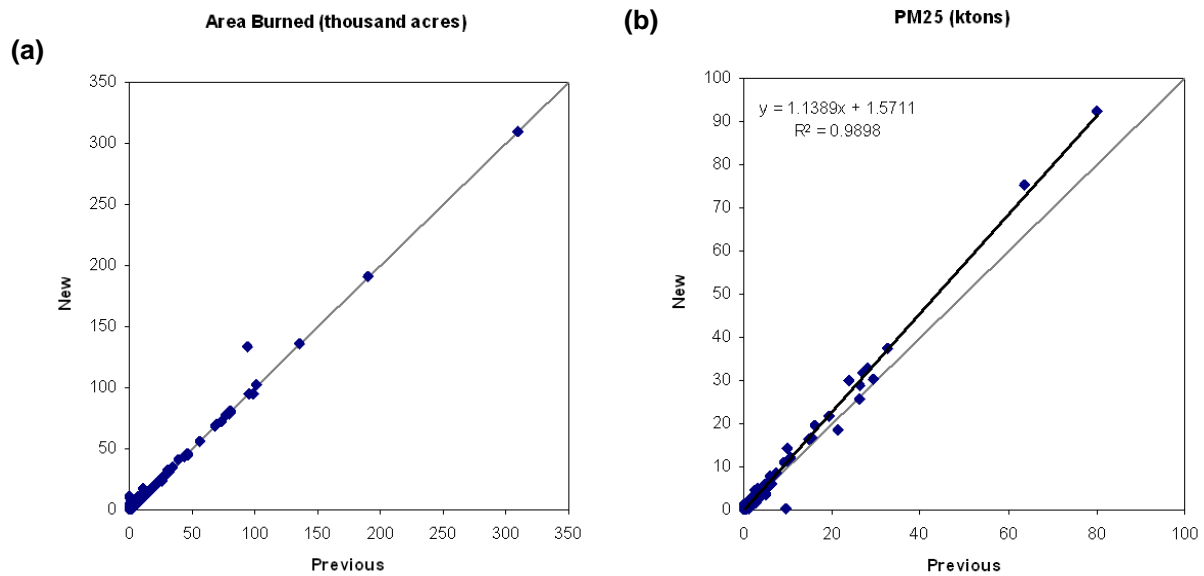 (a)
Area Burned (thousand acres)
350
300
250
200
150
100
50
0
New
0 50 100 150 200 250 300 350
Previous
(b)
PM25 (ktons)
y = 1.1389x + 1.5711
R² = 0.9898
100
90
80
70
60
50
40
30
20
10
0
New
0 20 40 60 80 100
Previous